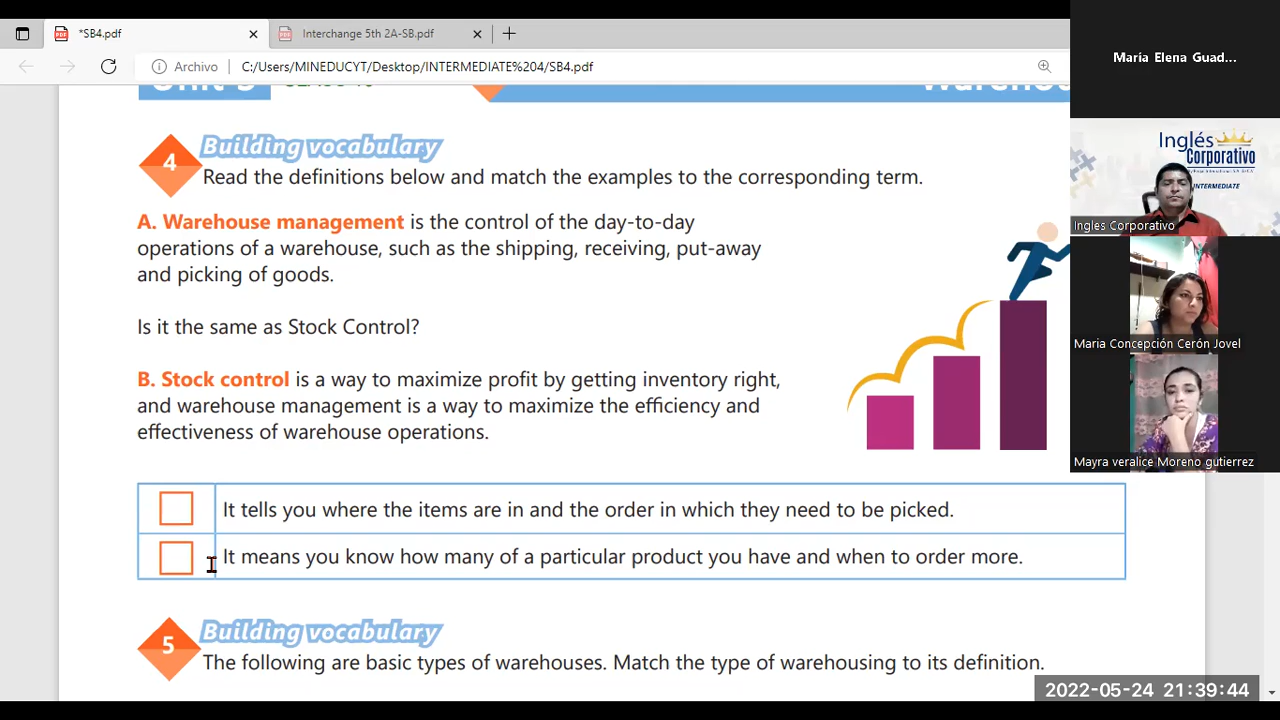 *SB4.pdf
Interchange 5th 2A-SB.pdf
Archivo
C:/Users/MINEDUCYT/Desktop/INTERMEDIATE%204/SB4.pdf
4
Building vocabulary
Read the definitions below and match the examples to the corresponding term.
A. Warehouse management is the control of the day-to-day
operations of a warehouse, such as the shipping, receiving, put-away
and picking of goods.
Is it the same as Stock Control?
B. Stock control is a way to maximize profit by getting inventory right,
and warehouse management is a way to maximize the efficiency and
effectiveness of warehouse operations.
It tells you where the items are in and the order in which they need to be picked.
It means you know how many of a particular product you have and when to order more.
5
Building vocabulary
The following are basic types of warehouses. Match the type of warehousing to its definition.
María Elena Guad...
Inglés
Corporativo
INTERMEDIATE
Ingles Corporativo
Maria Concepción Cerón Jovel
Mayra veralice Moreno gutierrez
2022-05-24 21:39:44